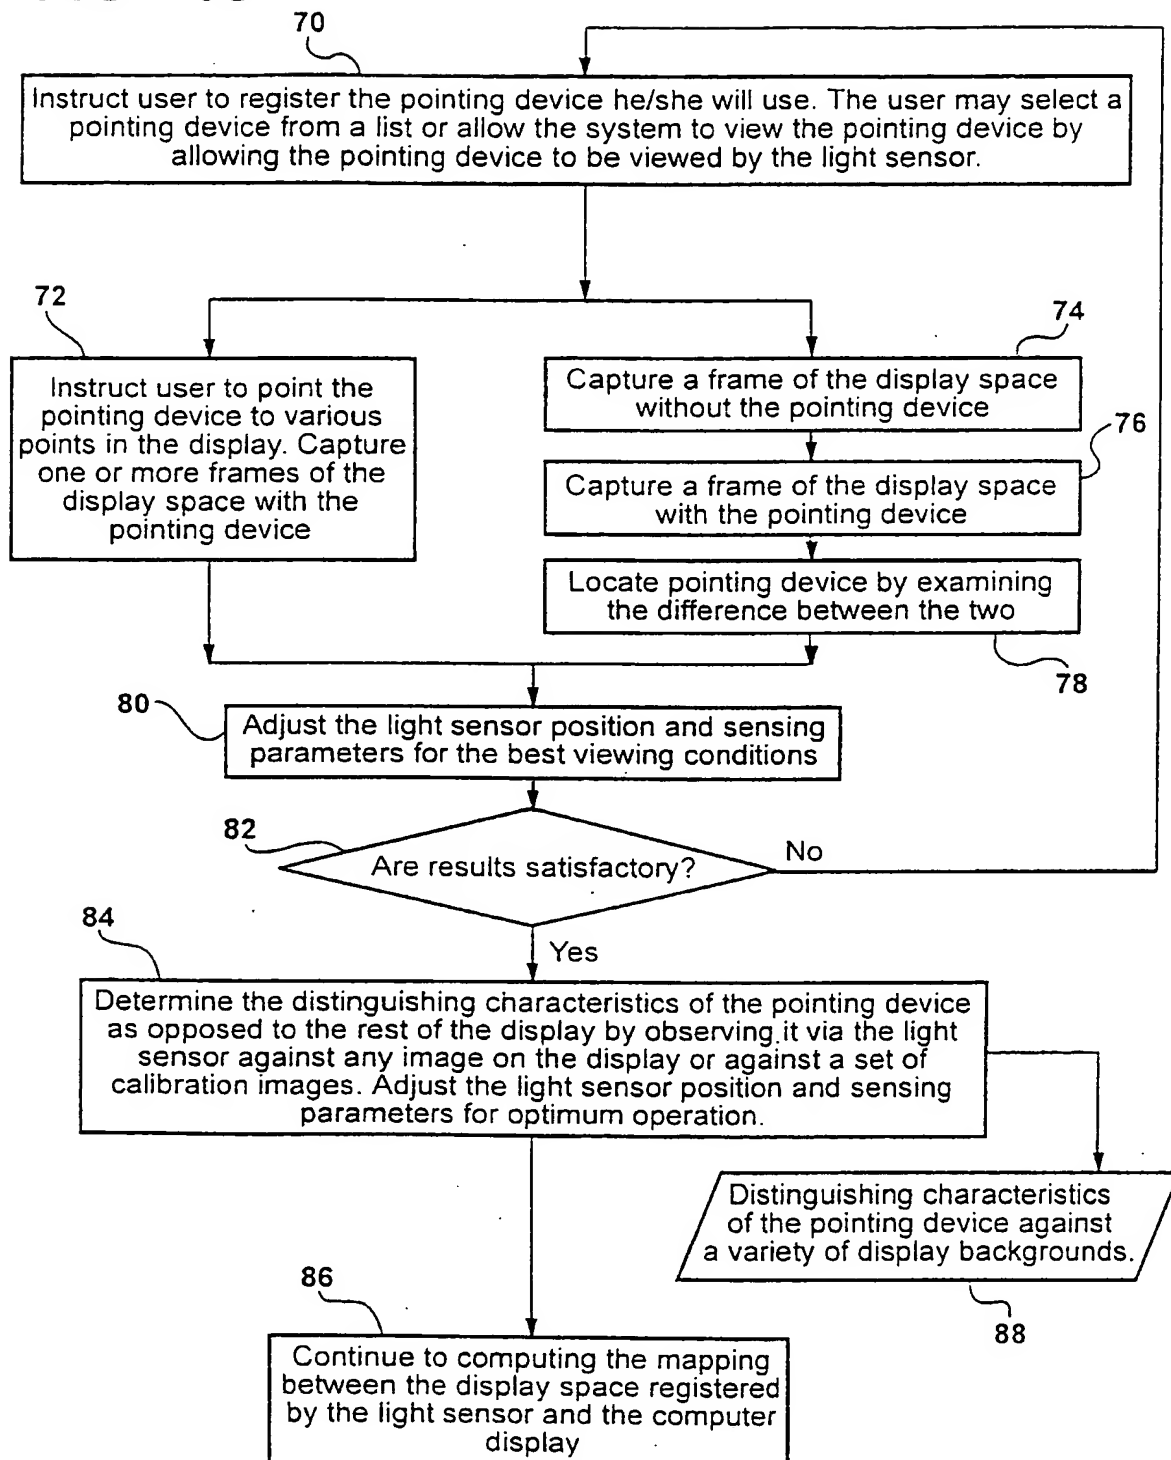 70
Instruct user to register the pointing device he/she will use. The user may select a
pointing device from a list or allow the system to view the pointing device by
allowing the pointing device to be viewed by the light sensor.
72
Instruct user to point the
pointing device to various
points in the display. Capture
one or more frames of the
display space with the
pointing device
74
Capture a frame of the display space
without the pointing device
76
Capture a frame of the display space
with the pointing device
Locate pointing device by examining
the difference between the two
78
80
Adjust the light sensor position and sensing
parameters for the best viewing conditions
82
Are results satisfactory?
No
Yes
84
Determine the distinguishing characteristics of the pointing device
as opposed to the rest of the display by observing it via the light
sensor against any image on the display or against a set of
calibration images. Adjust the light sensor position and sensing
parameters for optimum operation.
Distinguishing characteristics
of the pointing device against
a variety of display backgrounds.
88
86
Continue to computing the mapping
between the display space registered
by the light sensor and the computer
display